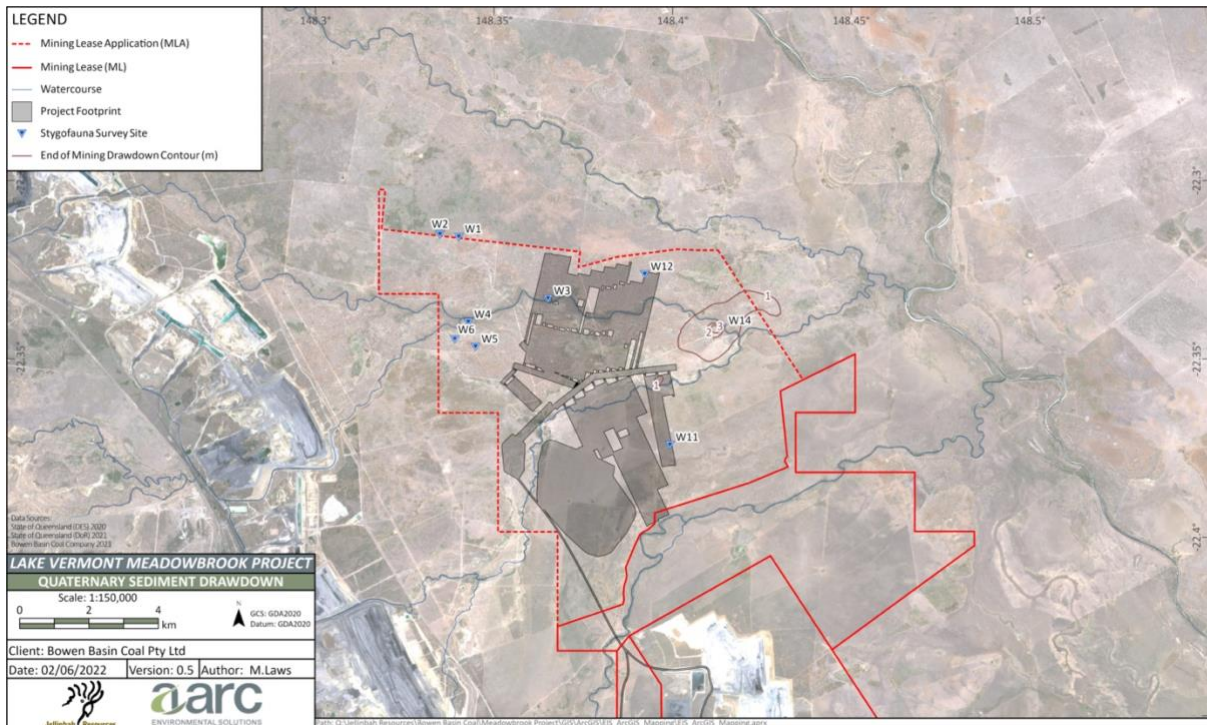 LEGEND
Mining Lease Application (MLA)
Mining Lease (ML)
Watercourse
Project Footprint
Stygofauna Survey Site
End of Mining Drawdown Contour (m)
148.3
148.35
148.4
148.45
148.5
-22.3
-22.35
-22.4
W2
W1
W12
W3
1
W4
W14
3
2
W6
W5
1
W11
Data Sources:
State of Queensland (DES) 2020
State of Queensland (DoR) 2021
Bowen Basin Coal Company 2021
LAKE VERMONT MEADOWBROOK PROJECT
QUATERNARY SEDIMENT DRAWDOWN
Scale: 1:150,000
0 2 4
km
N
GCS: GDA2020
Datum: GDA2020
Client: Bowen Basin Coal Pty Ltd
Date: 02/06/2022 Version: 0.5 Author: M.Laws
Jellinbah Resources
aarc
ENVIRONMENTAL SOLUTIONS